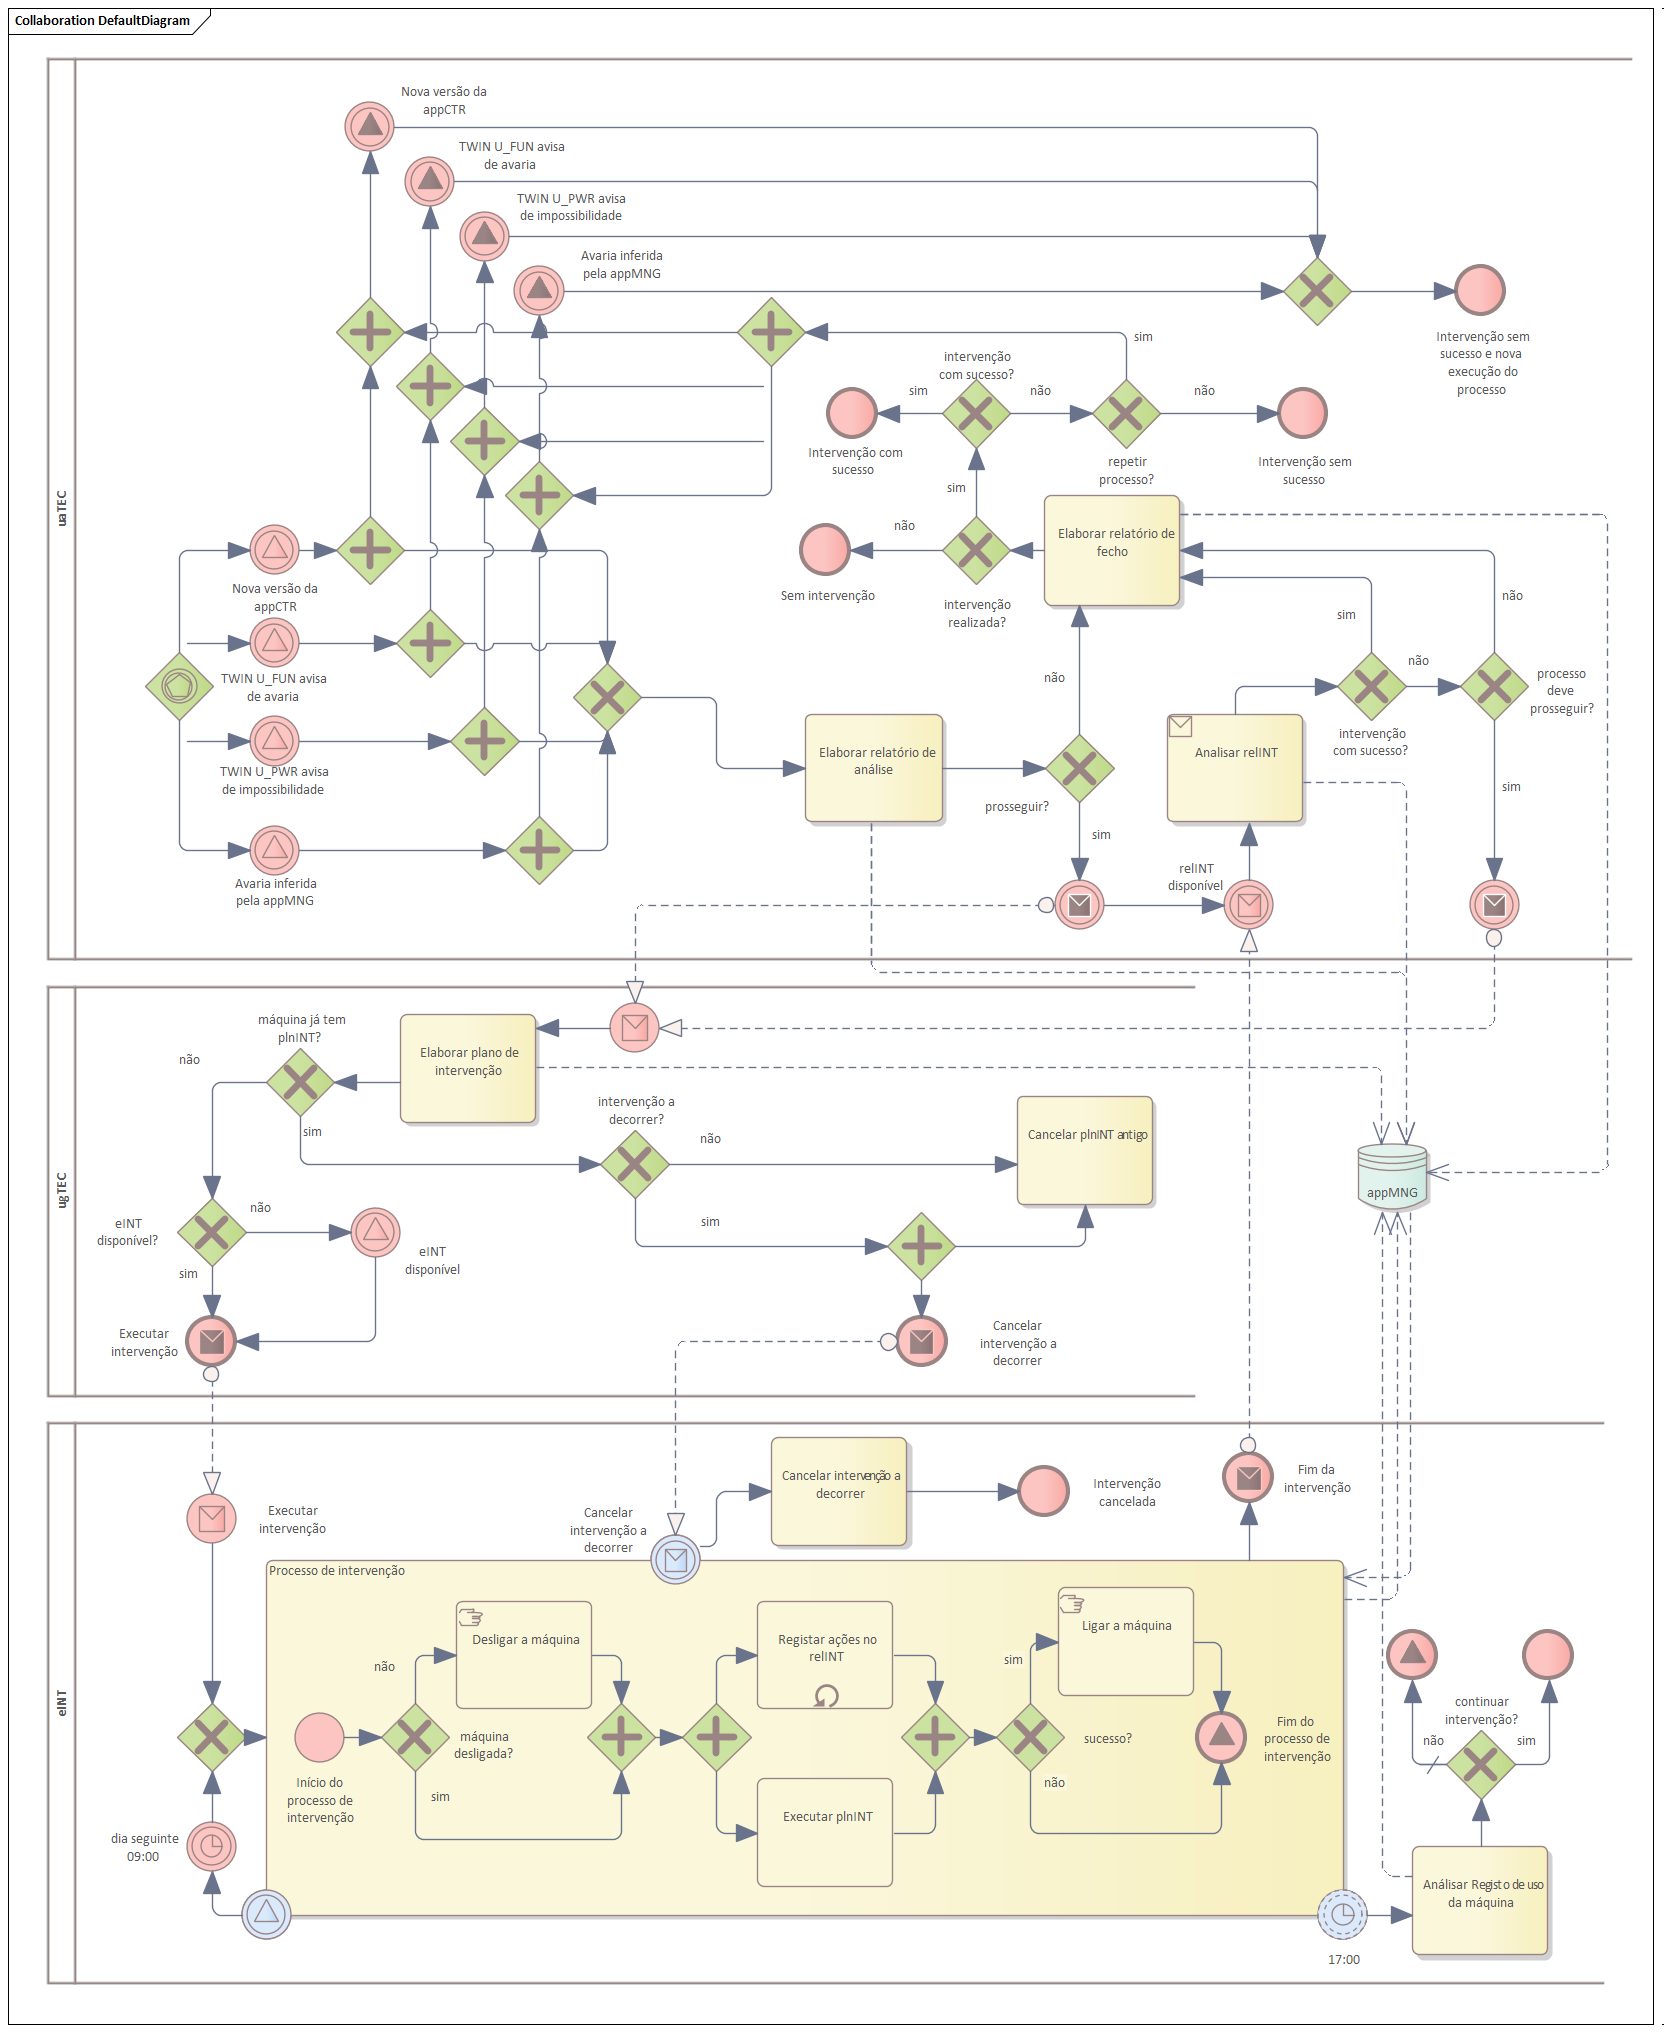 Collaboration DefaultDiagram
uaTEC
Nova versão da
appCTR
TWIN U_FUN avisa
de avaria
TWIN U_PWR avisa
de impossibilidade
Avaria inferida
pela appMNG
Intervenção sem
sucesso e nova
execução do
processo
sim
intervenção
com sucesso?
sim
não
não
Intervenção com
sucesso
repetir
processo?
Intervenção sem
sucesso
sim
não
Elaborar relatório de
fecho
Sem intervenção
intervenção
realizada?
Nova versão da
appCTR
TWIN U_FUN avisa
de avaria
TWIN U_PWR avisa
de impossibilidade
Avaria inferida
pela appMNG
Elaborar relatório de
análise
não
prosseguir?
sim
Analisar relINT
sim
não
não
intervenção
com sucesso?
processo
deve
prosseguir?
sim
relINT
disponível
ugTEC
máquina já tem
plnINT?
não
sim
Elaborar plano de
intervenção
intervenção a
decorrer?
não
sim
Cancelar plnINT antigo
appMNG
eINT
disponível?
não
sim
eINT
disponível
Executar
intervenção
Cancelar
intervenção a
decorrer
eINT
Executar
intervenção
Cancelar
intervenção a
decorrer
Cancelar intervenção a
decorrer
Intervenção
cancelada
Fim da
intervenção
Processo de intervenção
Desligar a máquina
não
máquina
desligada?
sim
Início do
processo de
intervenção
Registar ações no
relINT
Executar plnINT
Ligar a máquina
sim
sucesso?
não
Fim do
processo de
intervenção
dia seguinte
09:00
17:00
continuar
intervenção?
não
sim
Análisar Registo de uso
da máquina